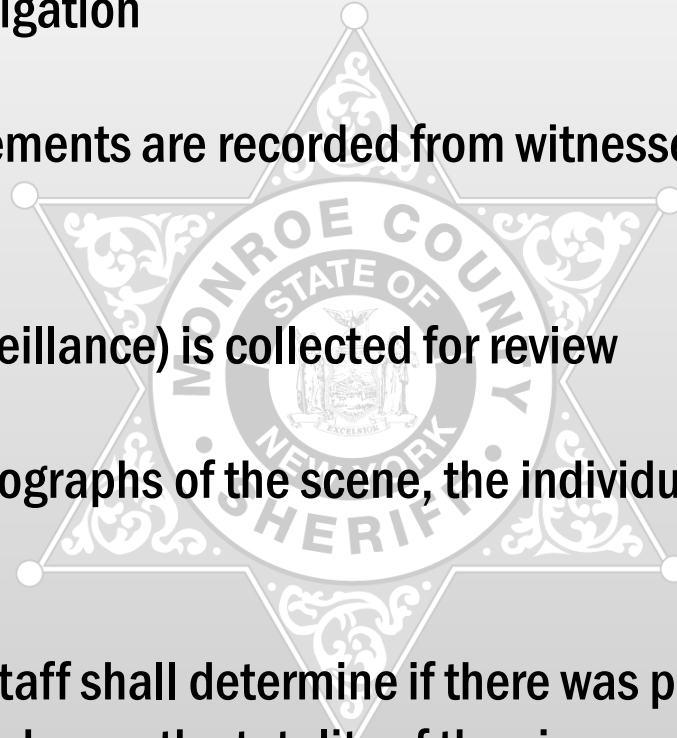 igation
ements are recorded from witnesse
MONROE COUNTY
STATE OF
eillance) is collected for review
EXCELSIOR
NEW YORK
ographs of the scene, the individu
SHERIFF
taff shall determine if there was p